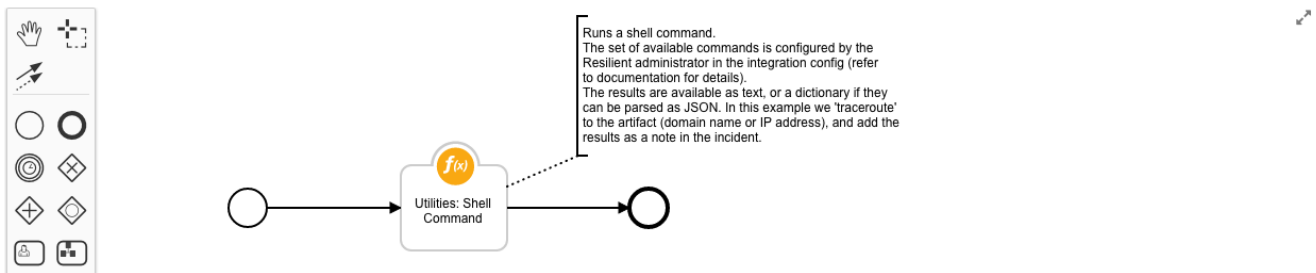 Runs a shell command.
The set of available commands is configured by the
Resilient administrator in the integration config (refer
to documentation for details).
The results are available as text, or a dictionary if they
can be parsed as JSON. In this example we 'traceroute'
to the artifact (domain name or IP address), and add the
results as a note in the incident.
f(x)
Utilities: Shell
Command